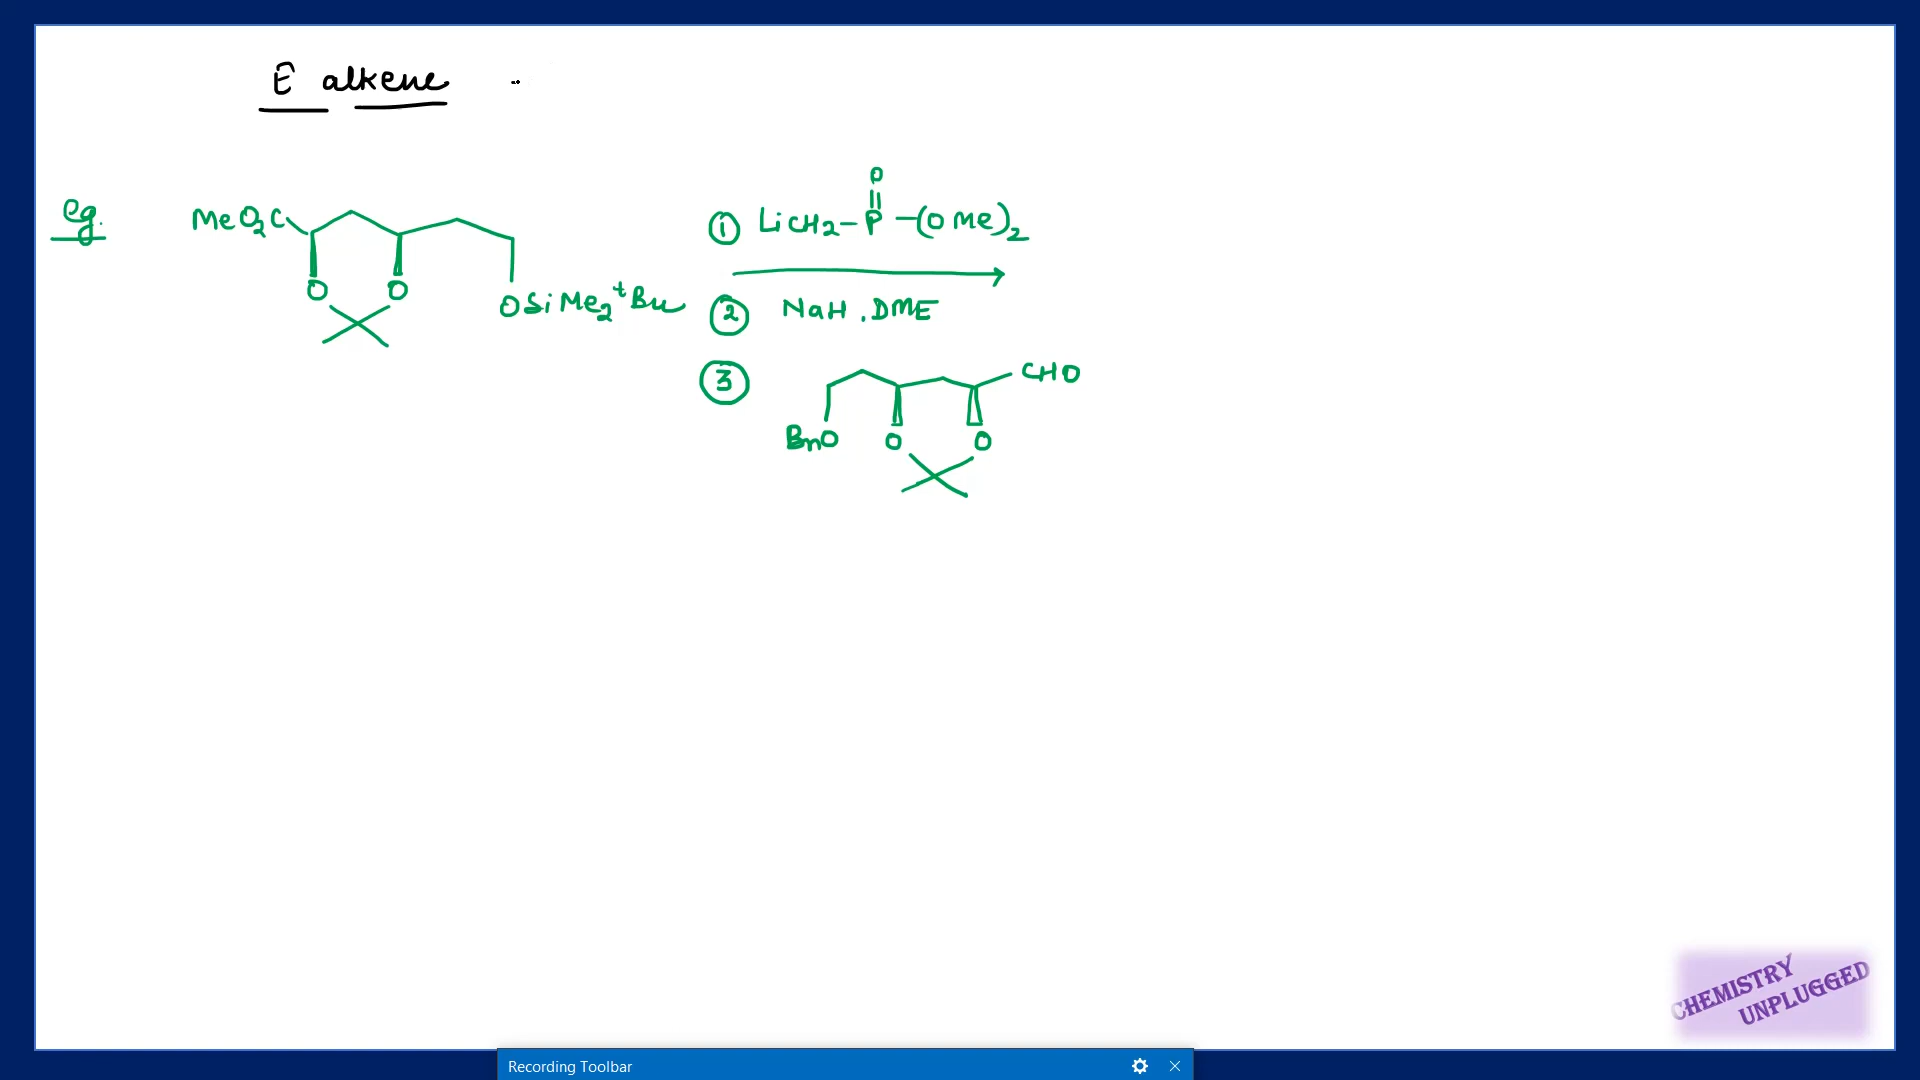 E alkene
eg.
MeO2C
O
O
OSiMe2tBu
① LiCH2-P-(OMe)2
O
② NaH, DME
③
CHO
BnO
O
O
CHEMISTRY
UNPLUGGED
Recording Toolbar